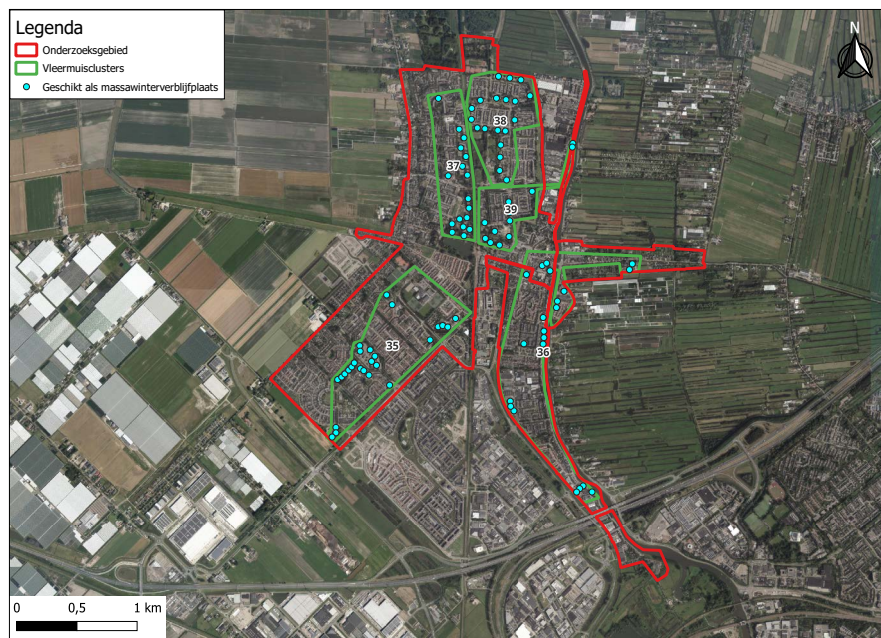 Legenda
Onderzoeksgebied
Vleermuisclusters
Geschikt als massawinterverblijfplaats
N
38
37
39
35
36
0 0,5 1 km